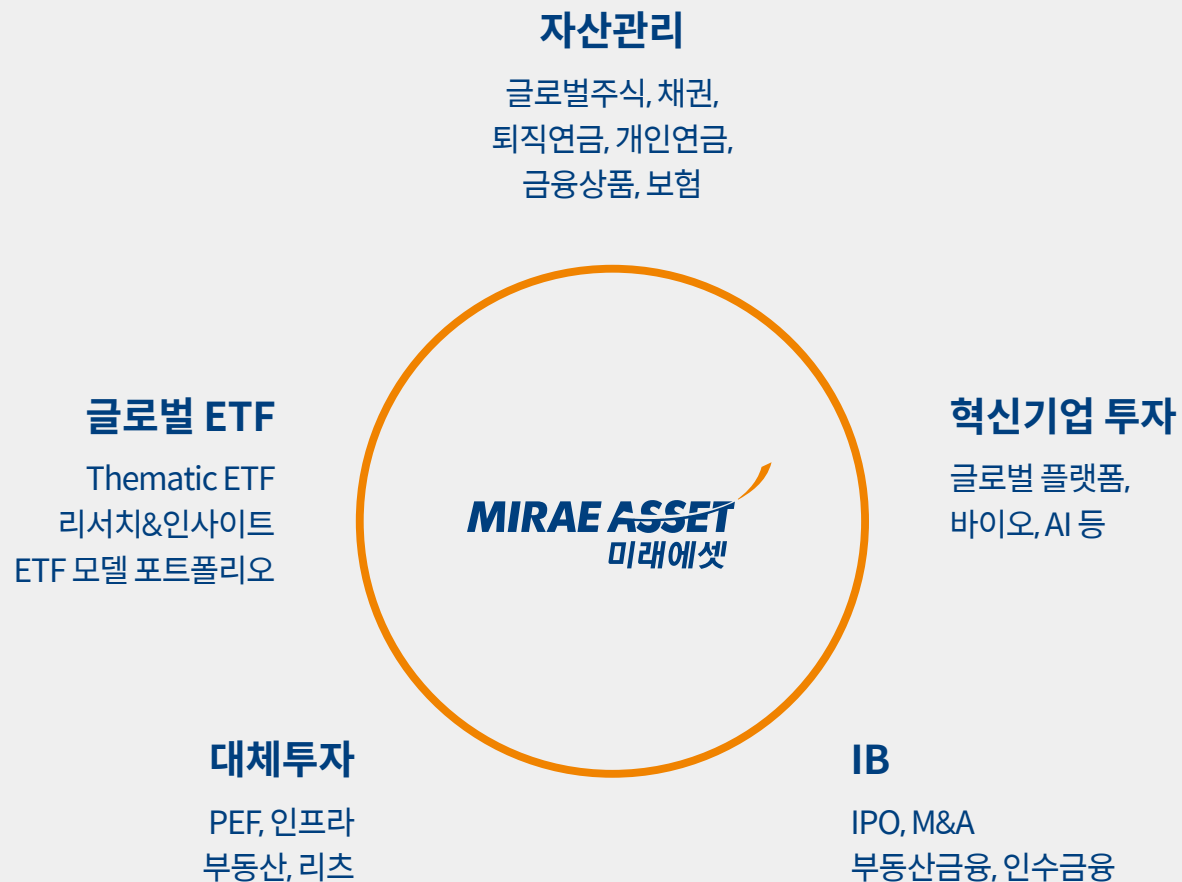 자산관리
글로벌주식, 채권,
퇴직연금, 개인연금,
금융상품, 보험
글로벌 ETF
Thematic ETF
리서치&인사이트
ETF 모델 포트폴리오
MIRAE ASSET
미래에셋
혁신기업 투자
글로벌 플랫폼,
바이오, AI 등
대체투자
PEF, 인프라
부동산, 리츠
IB
IPO, M&A
부동산금융, 인수금융